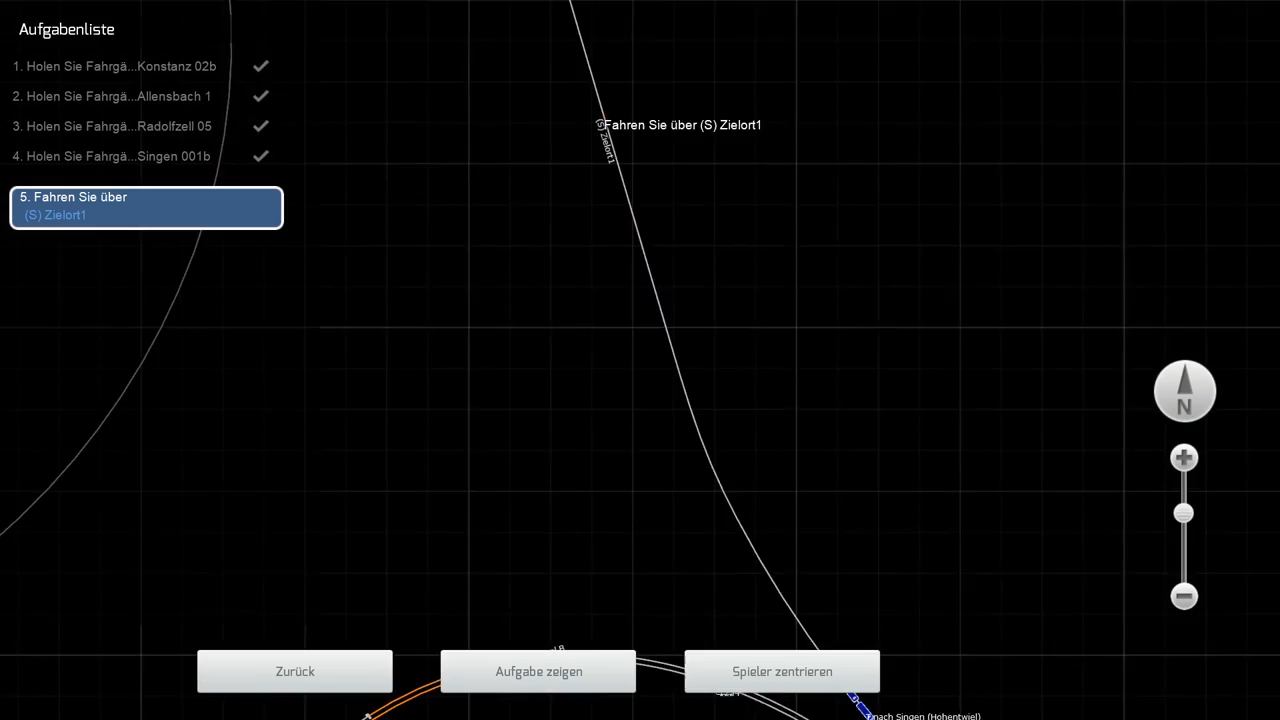 Aufgabenliste
1. Holen Sie Fahrgä...Konstanz 02b
2. Holen Sie Fahrgä...Allensbach 1
3. Holen Sie Fahrgä...Radolfzell 05
4. Holen Sie Fahrgä...Singen 001b
5. Fahren Sie über
(S) Zielort1
Fahren Sie über (S) Zielort1
(S) Zielort1
N
Zurück
Aufgabe zeigen
Spieler zentrieren
nach Singen (Hohentwiel)